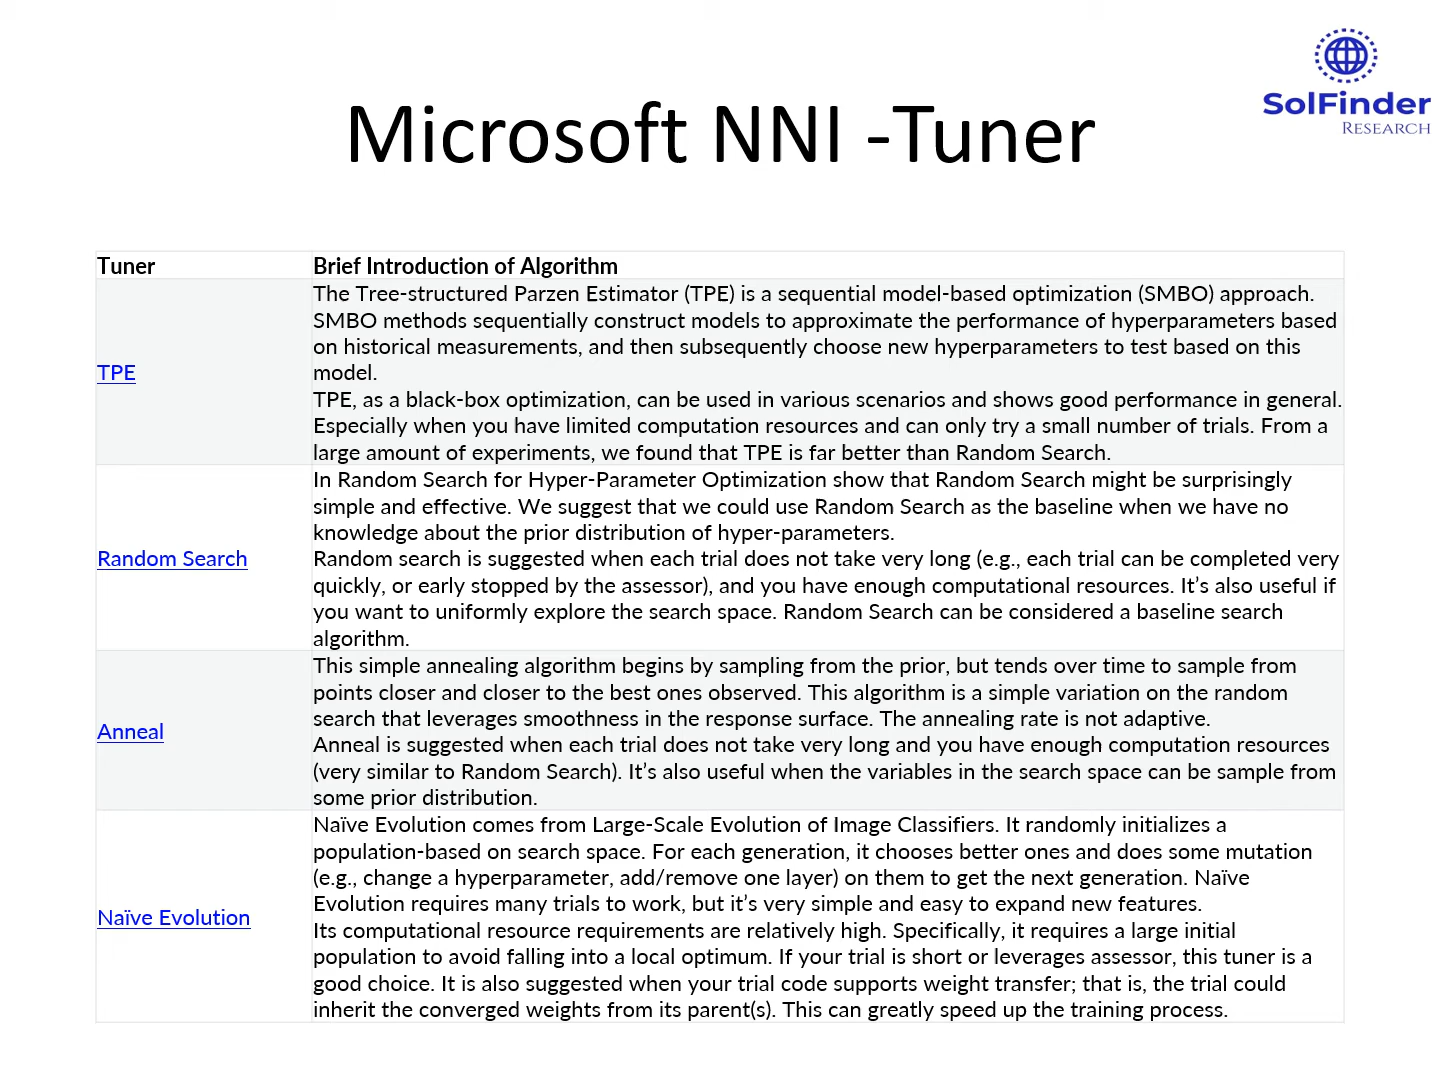 SolFinder
RESEARCH
Microsoft NNI -Tuner
Tuner
Brief Introduction of Algorithm
TPE
The Tree-structured Parzen Estimator (TPE) is a sequential model-based optimization (SMBO) approach.
SMBO methods sequentially construct models to approximate the performance of hyperparameters based
on historical measurements, and then subsequently choose new hyperparameters to test based on this
model.
TPE, as a black-box optimization, can be used in various scenarios and shows good performance in general.
Especially when you have limited computation resources and can only try a small number of trials. From a
large amount of experiments, we found that TPE is far better than Random Search.
Random Search
In Random Search for Hyper-Parameter Optimization show that Random Search might be surprisingly
simple and effective. We suggest that we could use Random Search as the baseline when we have no
knowledge about the prior distribution of hyper-parameters.
Random search is suggested when each trial does not take very long (e.g., each trial can be completed very
quickly, or early stopped by the assessor), and you have enough computational resources. It’s also useful if
you want to uniformly explore the search space. Random Search can be considered a baseline search
algorithm.
Anneal
This simple annealing algorithm begins by sampling from the prior, but tends over time to sample from
points closer and closer to the best ones observed. This algorithm is a simple variation on the random
search that leverages smoothness in the response surface. The annealing rate is not adaptive.
Anneal is suggested when each trial does not take very long and you have enough computation resources
(very similar to Random Search). It’s also useful when the variables in the search space can be sample from
some prior distribution.
Naïve Evolution
Naïve Evolution comes from Large-Scale Evolution of Image Classifiers. It randomly initializes a
population-based on search space. For each generation, it chooses better ones and does some mutation
(e.g., change a hyperparameter, add/remove one layer) on them to get the next generation. Naïve
Evolution requires many trials to work, but it’s very simple and easy to expand new features.
Its computational resource requirements are relatively high. Specifically, it requires a large initial
population to avoid falling into a local optimum. If your trial is short or leverages assessor, this tuner is a
good choice. It is also suggested when your trial code supports weight transfer; that is, the trial could
inherit the converged weights from its parent(s). This can greatly speed up the training process.